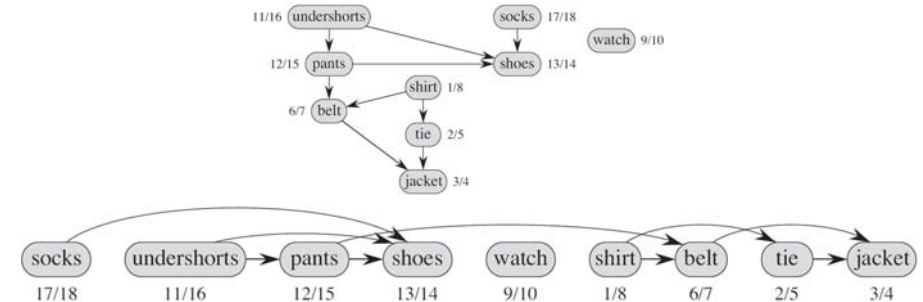 11/16 undershorts socks 17/18
watch 9/10
12/15 pants shoes 13/14
shirt 1/8
6/7 belt
tie 2/5
jacket 3/4
socks undershorts pants shoes watch shirt belt tie jacket
17/18 11/16 12/15 13/14 9/10 1/8 6/7 2/5 3/4